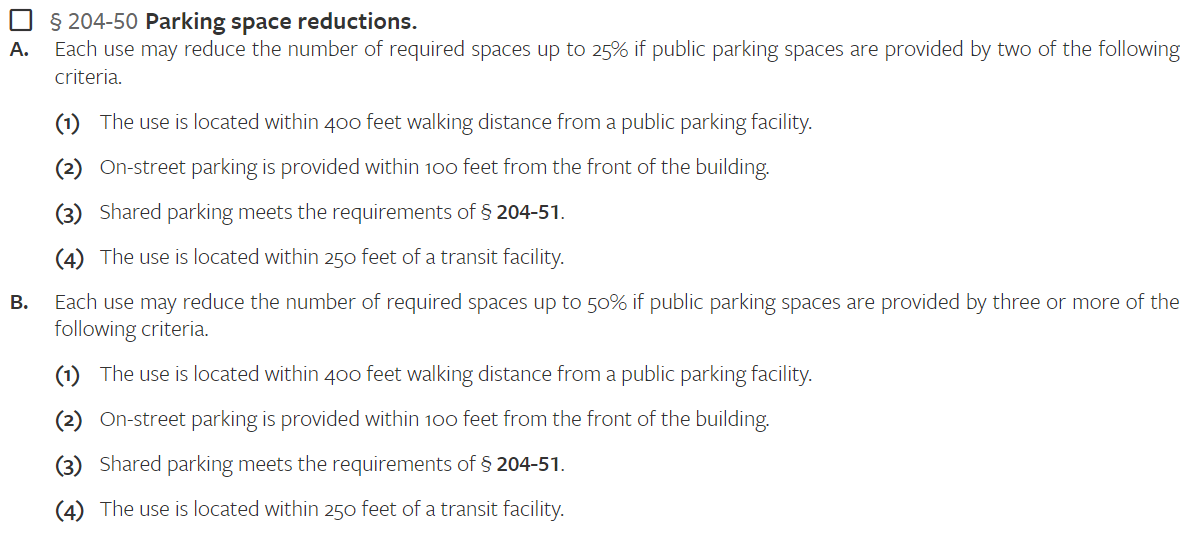 § 204-50 Parking space reductions.
A. Each use may reduce the number of required spaces up to 25% if public parking spaces are provided by two of the following
criteria.
(1) The use is located within 400 feet walking distance from a public parking facility.
(2) On-street parking is provided within 100 feet from the front of the building.
(3) Shared parking meets the requirements of § 204-51.
(4) The use is located within 250 feet of a transit facility.
B. Each use may reduce the number of required spaces up to 50% if public parking spaces are provided by three or more of the
following criteria.
(1) The use is located within 400 feet walking distance from a public parking facility.
(2) On-street parking is provided within 100 feet from the front of the building.
(3) Shared parking meets the requirements of § 204-51.
(4) The use is located within 250 feet of a transit facility.